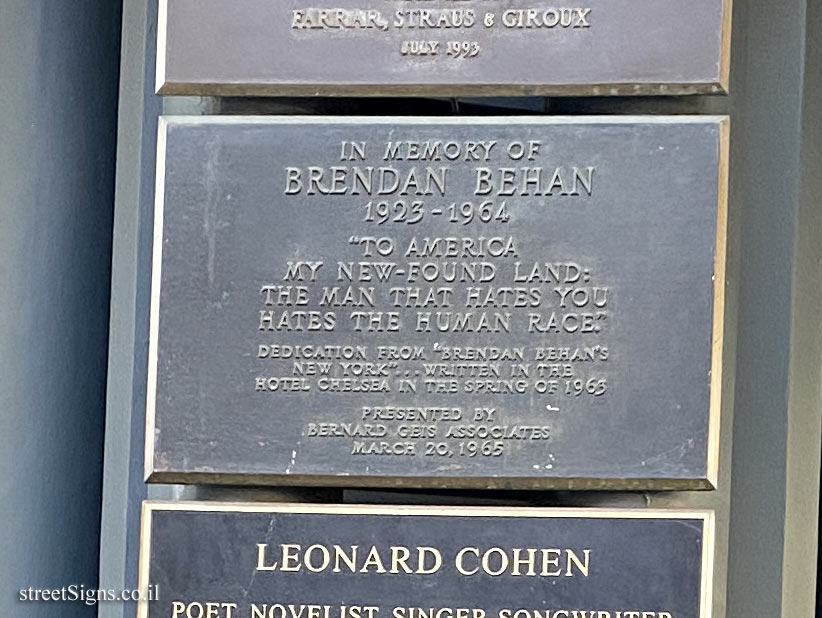 FARRAR, STRAUS & GIROUX
JULY 1993
IN MEMORY OF
BRENDAN BEHAN
1923-1964
"TO AMERICA
MY NEW-FOUND LAND:
THE MAN THAT HATES YOU
HATES THE HUMAN RACE."
DEDICATION FROM "BRENDAN BEHAN'S
NEW YORK"... WRITTEN IN THE
HOTEL CHELSEA IN THE SPRING OF 1963
PRESENTED BY
BERNARD GEIS ASSOCIATES
MARCH 20, 1965
LEONARD COHEN
POET NOVELIST SINGER SONGWRITER
streetSigns.co.il